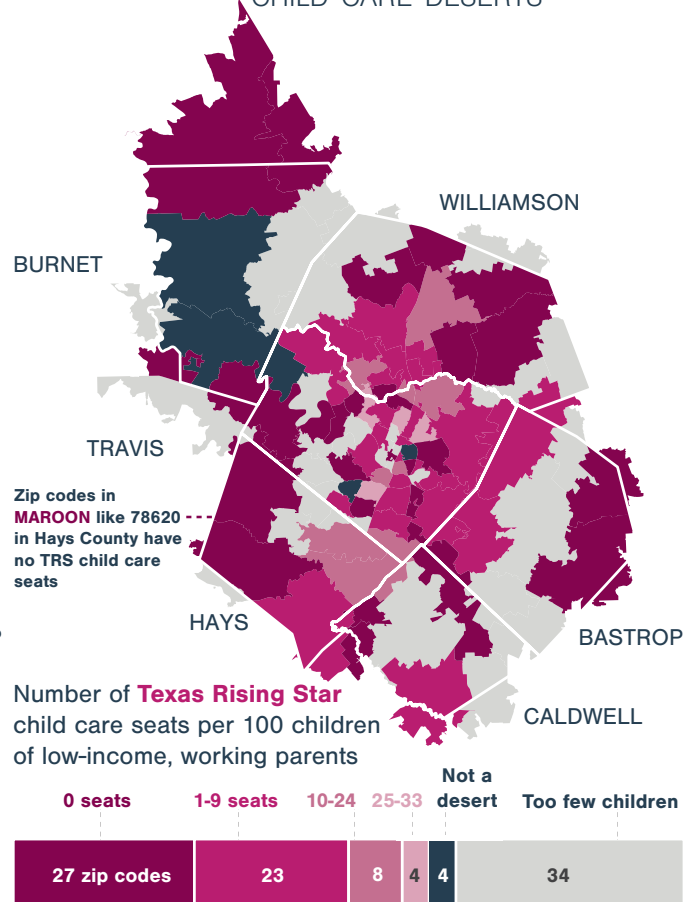 CHILD CARE DESERTS
WILLIAMSON
BURNET
TRAVIS
Zip codes in
MAROON like 78620
in Hays County have
no TRS child care
seats
HAYS
BASTROP
CALDWELL
Number of Texas Rising Star
child care seats per 100 children
of low-income, working parents
0 seats
1-9 seats
10-24
25-33
Not a
desert
Too few children
27 zip codes
23
8
4
4
34